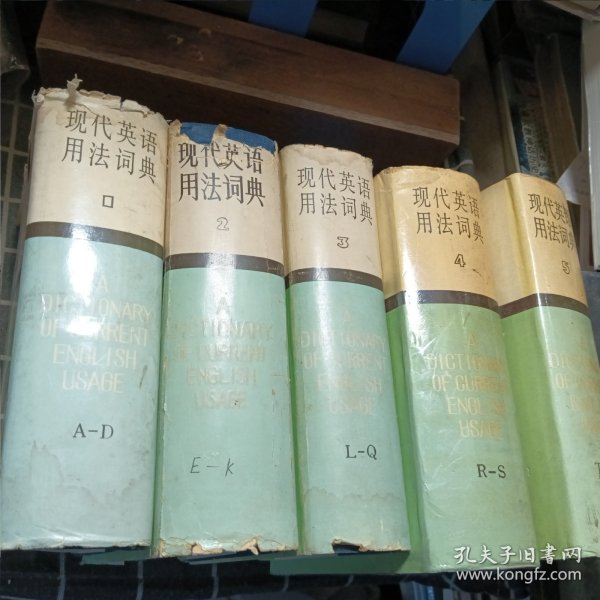 现代英语
用法词典
1
A
DICTIONARY
OF CURRENT
ENGLISH
USAGE
A-D
现代英语
用法词典
2
A
DICTIONARY
OF CURRENT
ENGLISH
USAGE
E-K
现代英语
用法词典
3
A
DICTIONARY
OF CURRENT
ENGLISH
USAGE
L-Q
现代英语
用法词典
4
A
DICTIONARY
OF CURRENT
ENGLISH
USAGE
R-S
现代英
用法词
5
A
T
孔夫子旧书网
www.kongfz.com